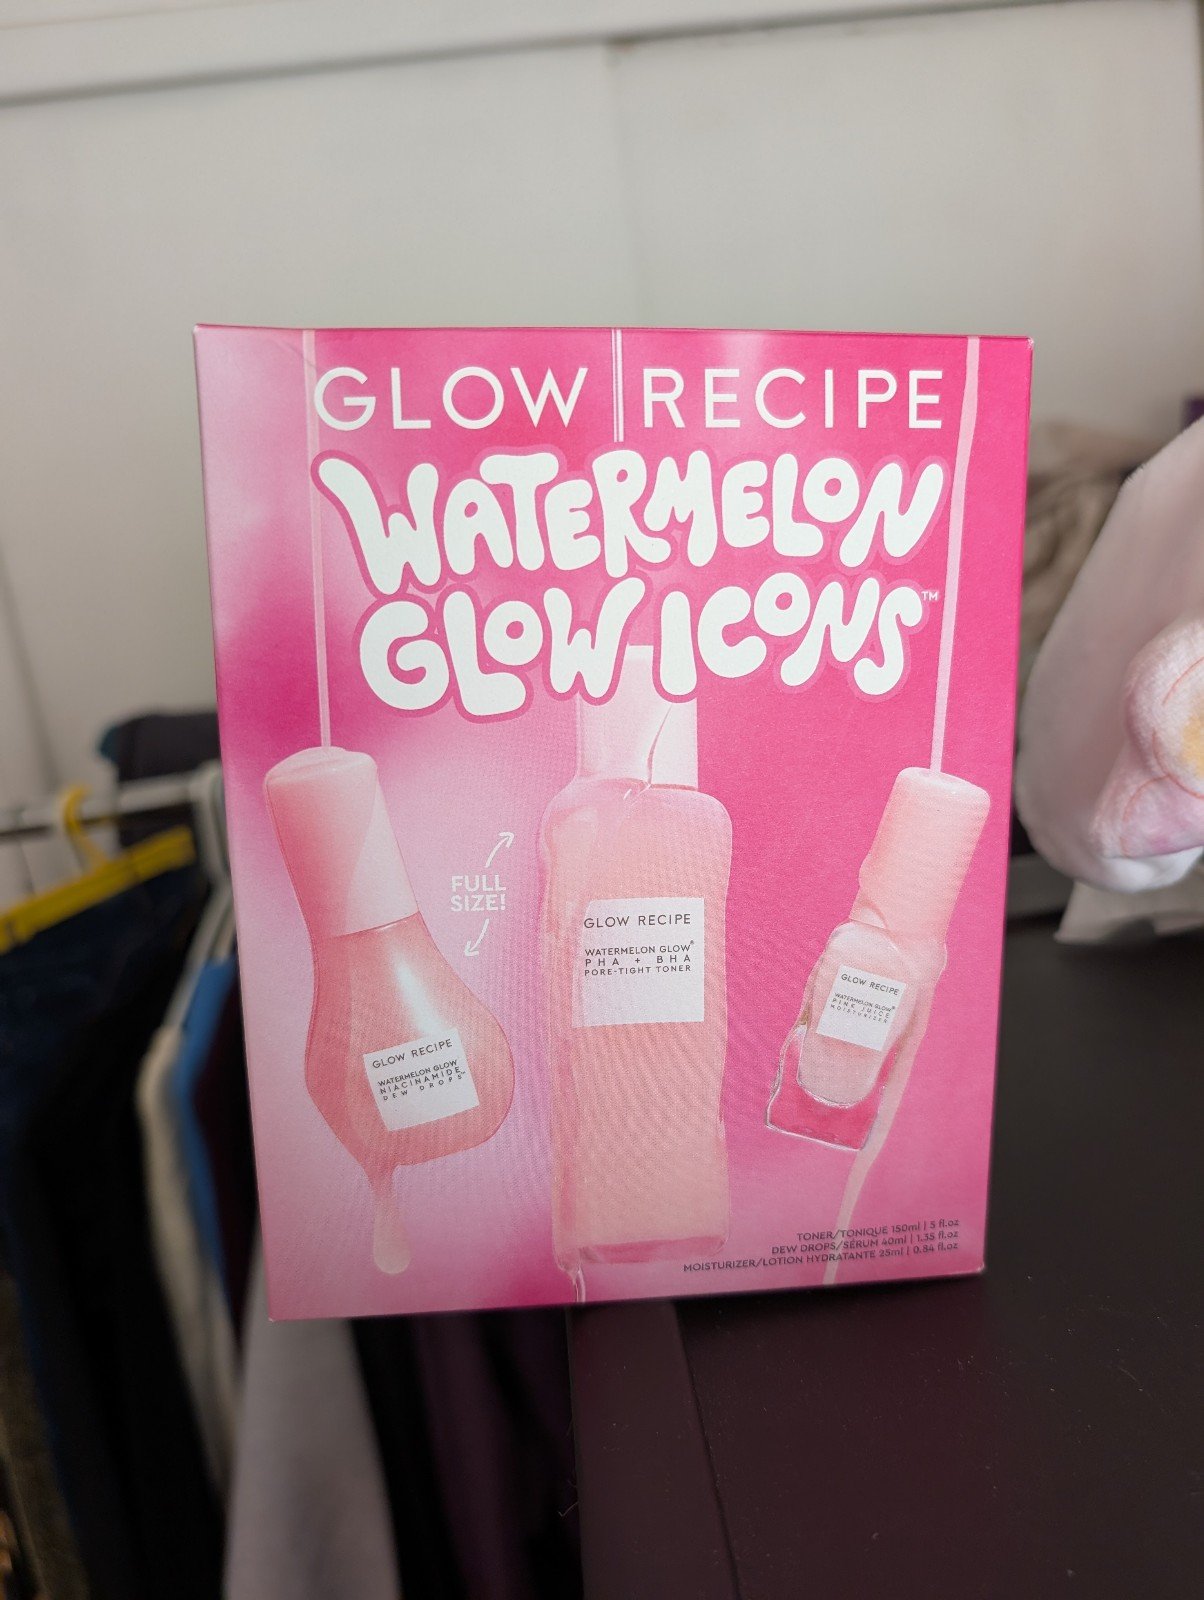 GLOW RECIPE
WATERMELON
GLOW ICONS™
FULL
SIZE!
GLOW RECIPE
WATERMELON GLOW
NIACINAMIDE
DEW DROPS™
GLOW RECIPE
WATERMELON GLOW®
PHA + BHA
PORE-TIGHT TONER
GLOW RECIPE
WATERMELON GLOW®
PINK JUICE
MOISTURIZER
TONER/TONIQUE 150ml | 5 fl.oz
DEW DROPS/SÉRUM 40ml | 1.35 fl.oz
MOISTURIZER/LOTION HYDRATANTE 25ml | 0.84 fl.oz